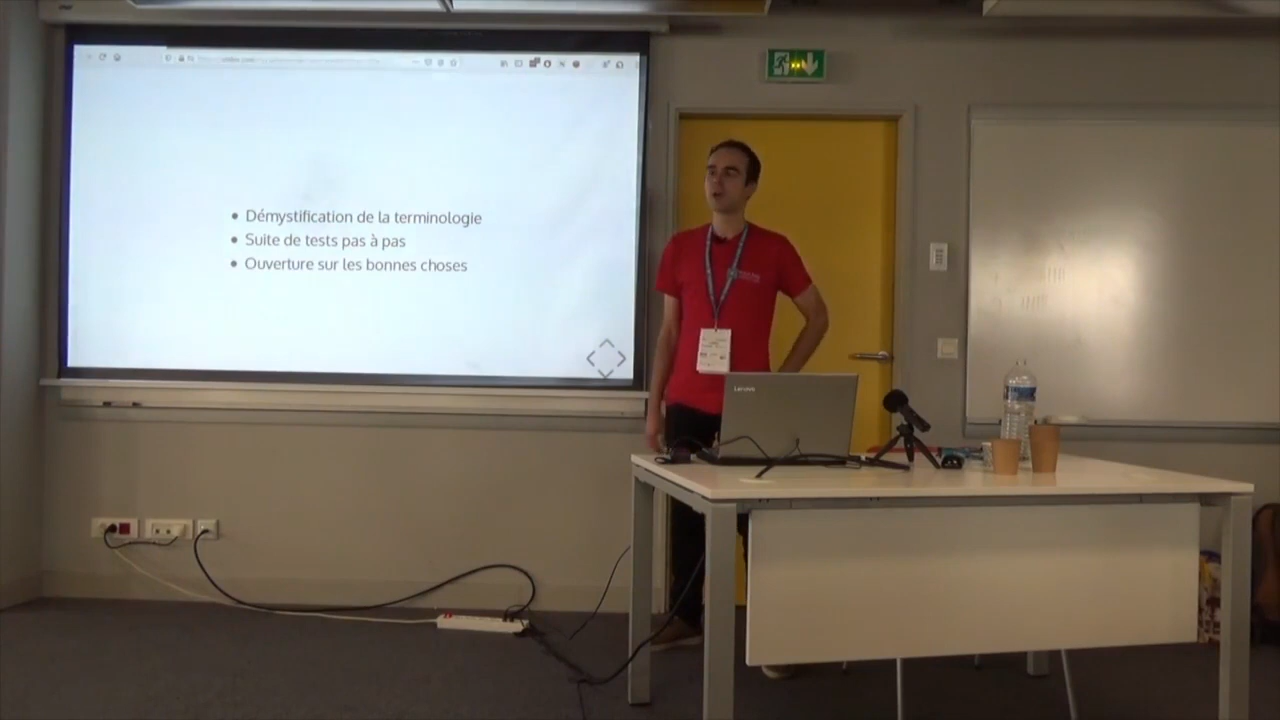 Démystification de la terminologie
Suite de tests pas à pas
Ouverture sur les bonnes choses
Lenovo